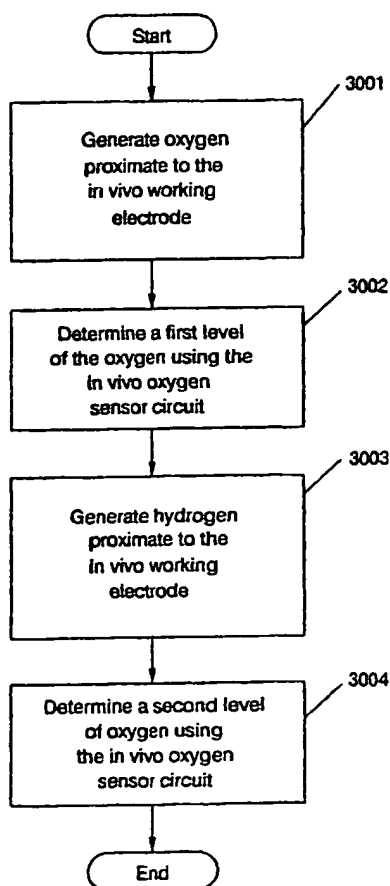 Start
3001
Generate oxygen
proximate to the
in vivo working
electrode
3002
Determine a first level
of the oxygen using the
in vivo oxygen
sensor circuit
3003
Generate hydrogen
proximate to the
in vivo working
electrode
3004
Determine a second level
of oxygen using
the in vivo oxygen
sensor circuit
End